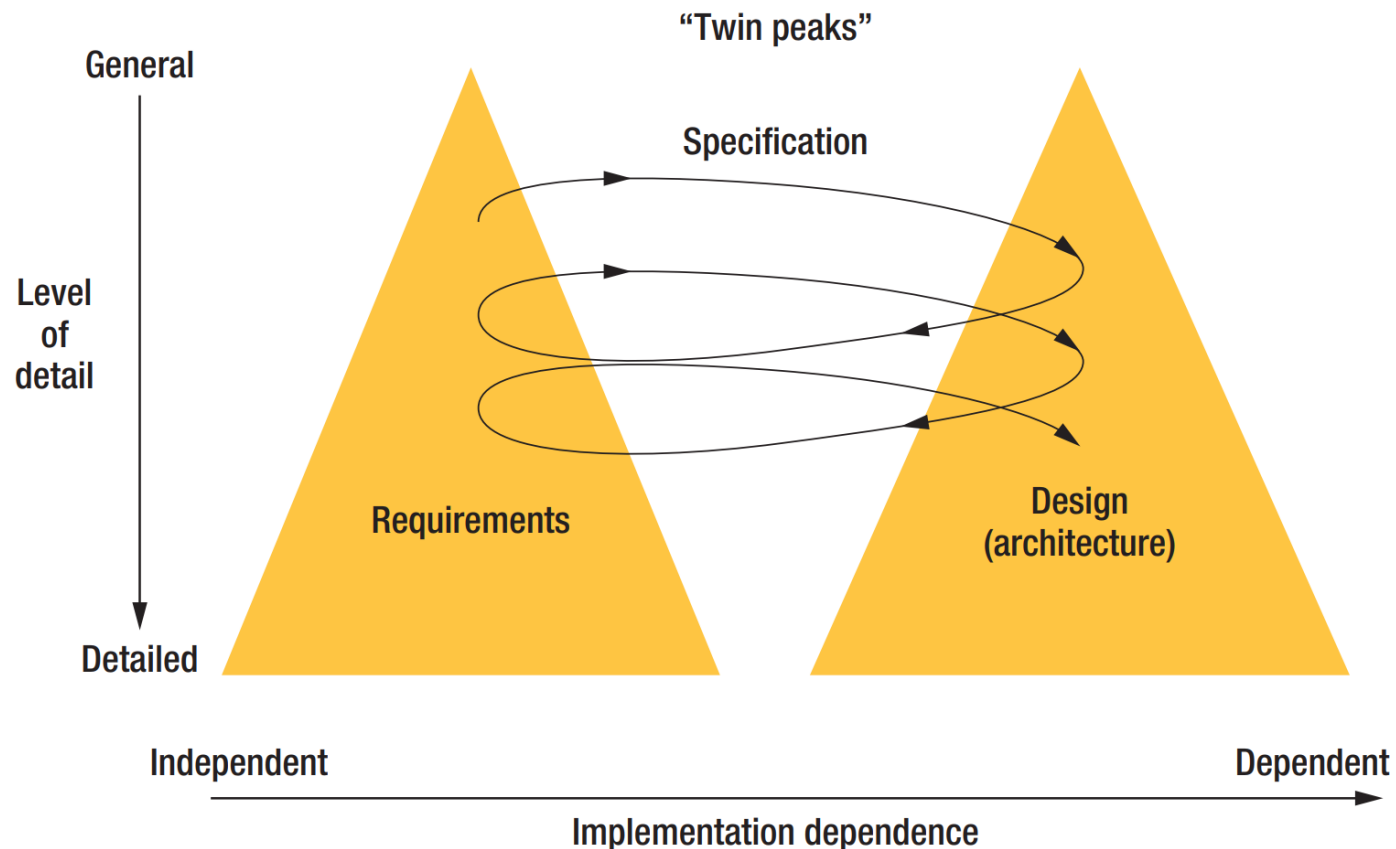 “Twin peaks”
General
Specification
Level
of
detail
Requirements
Design
(architecture)
Detailed
Independent
Dependent
Implementation dependence